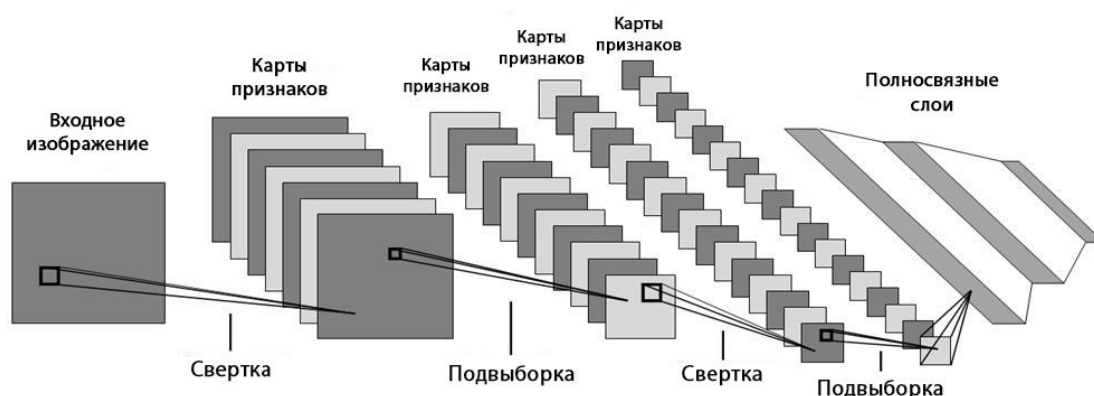 Входное
изображение
Карты
признаков
Карты
признаков
Карты
признаков
Карты
признаков
Полносвязные
слои
Свертка
Подвыборка
Свертка
Подвыборка